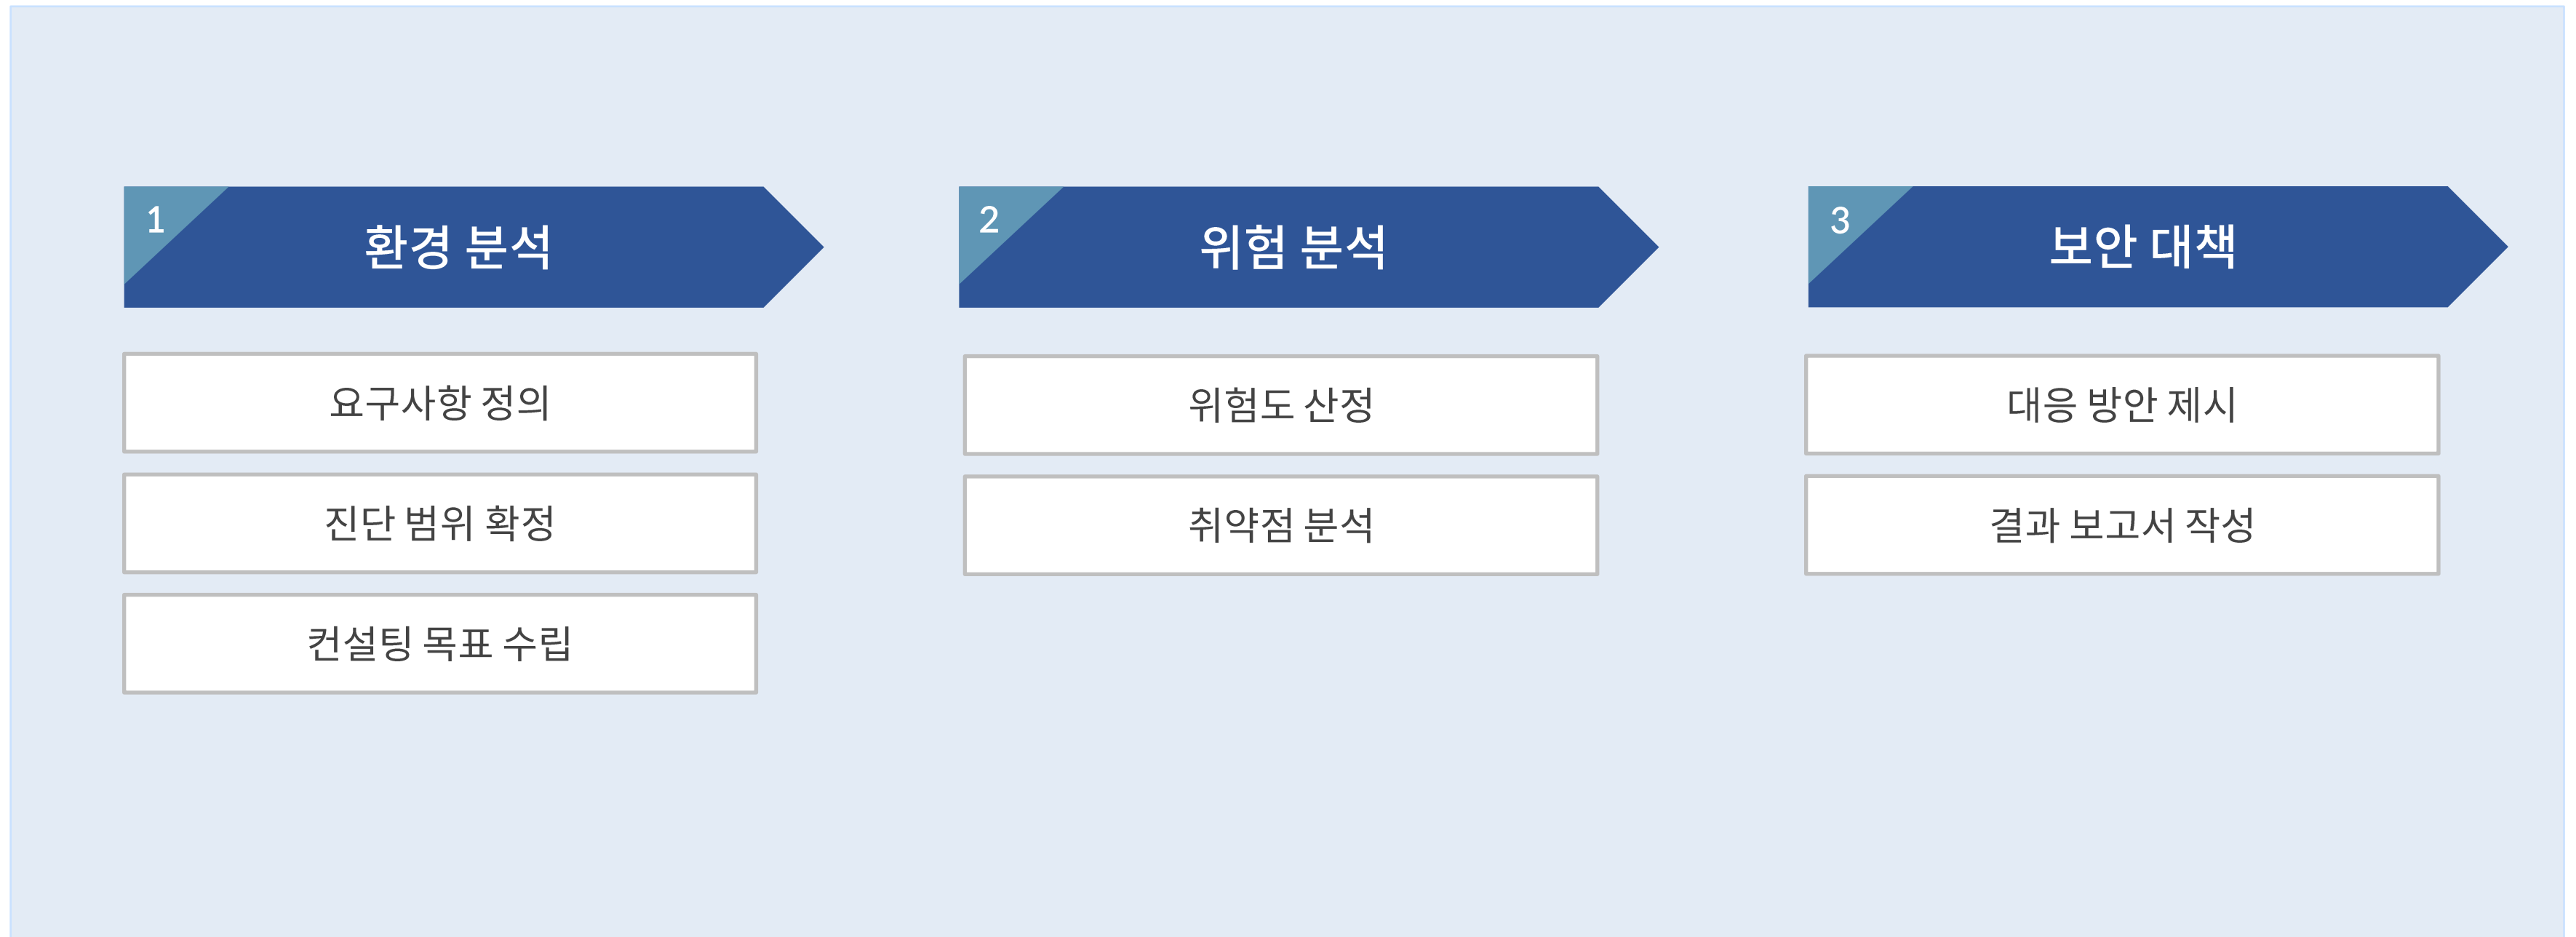 1
환경 분석
요구사항 정의
진단 범위 확정
컨설팅 목표 수립
2
위험 분석
위험도 산정
취약점 분석
3
보안 대책
대응 방안 제시
결과 보고서 작성